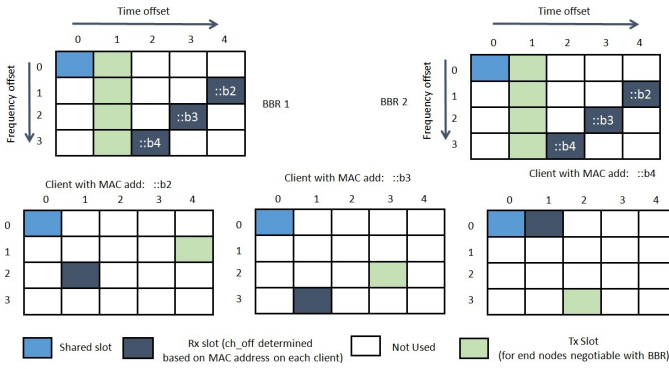 Time offset
0 1 2 3 4
Frequency offset
0
1 ::b2
2 ::b3
3 ::b4
BBR 1
Time offset
0 1 2 3 4
Frequency offset
0
1 ::b2
2 ::b3
3 ::b4
BBR 2
Client with MAC add: ::b2
0 1 2 3 4
0
1
2
3
Client with MAC add: ::b3
0 1 2 3 4
0
1
2
3
Client with MAC add: ::b4
0 1 2 3 4
0
1
2
3
Shared slot
Rx slot (ch_off determined
based on MAC address on each client)
Not Used
Tx Slot
(for end nodes negotiable with BBR)